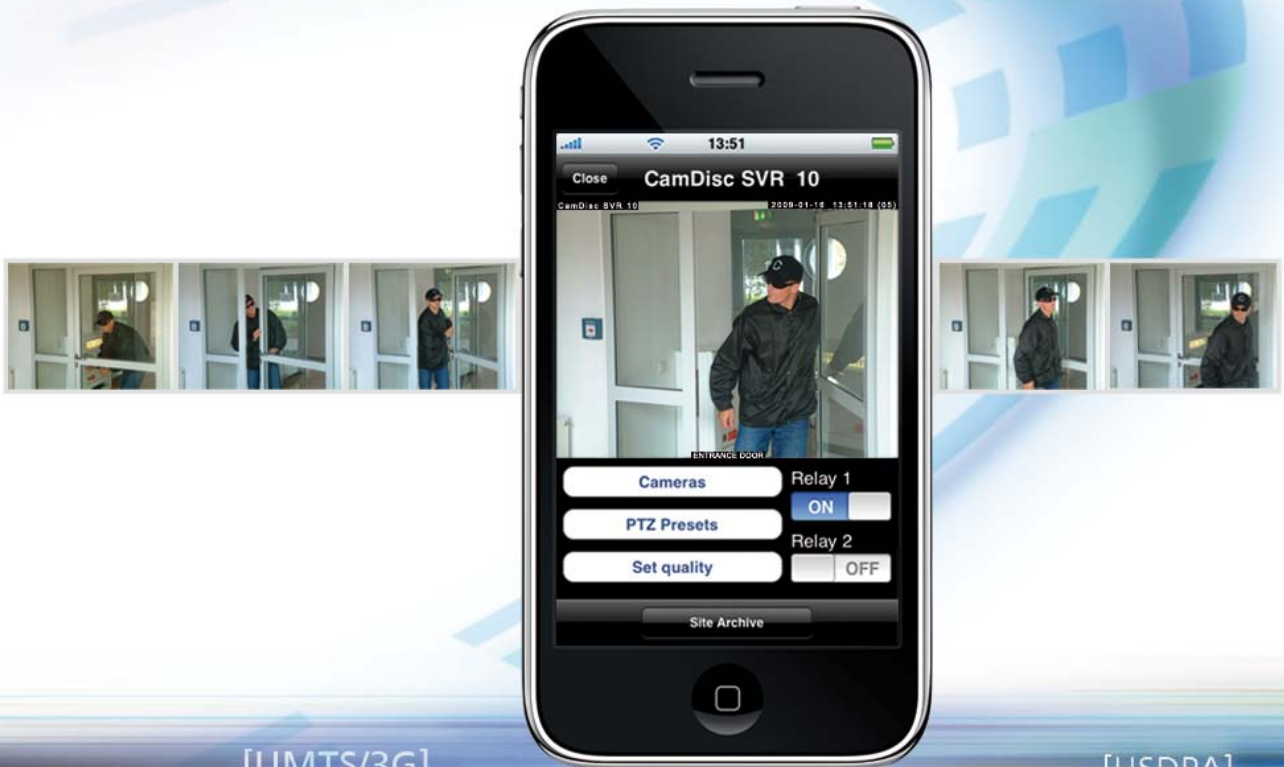 13:51
Close CamDisc SVR 10
CamDisc SVR 10 2009-01-16 13:51:18 (05)
ENTRANCE DOOR
Cameras
PTZ Presets
Set quality
Relay 1
ON
Relay 2
OFF
Site Archive
[UMTS/3G] [HSDPA]